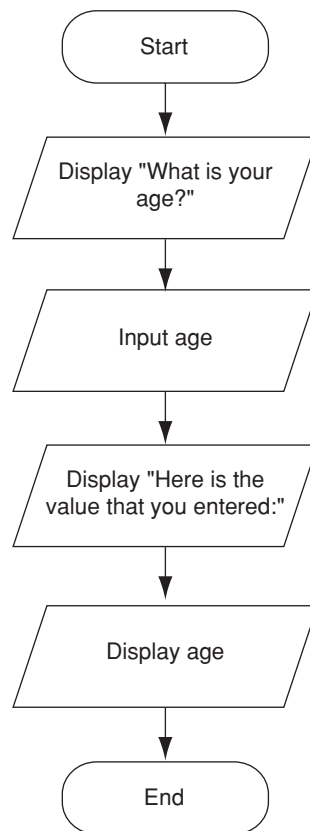 Start
Display "What is your
age?"
Input age
Display "Here is the
value that you entered:"
Display age
End